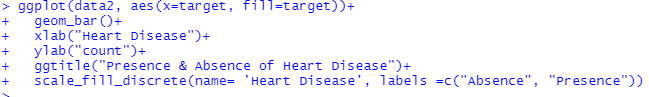 > ggplot(data2, aes(x=target, fill=target))+
+   geom_bar()+
+   xlab("Heart Disease")+
+   ylab("count")+
+   ggtitle("Presence & Absence of Heart Disease")+
+   scale_fill_discrete(name= 'Heart Disease', labels =c("Absence", "Presence"))
>